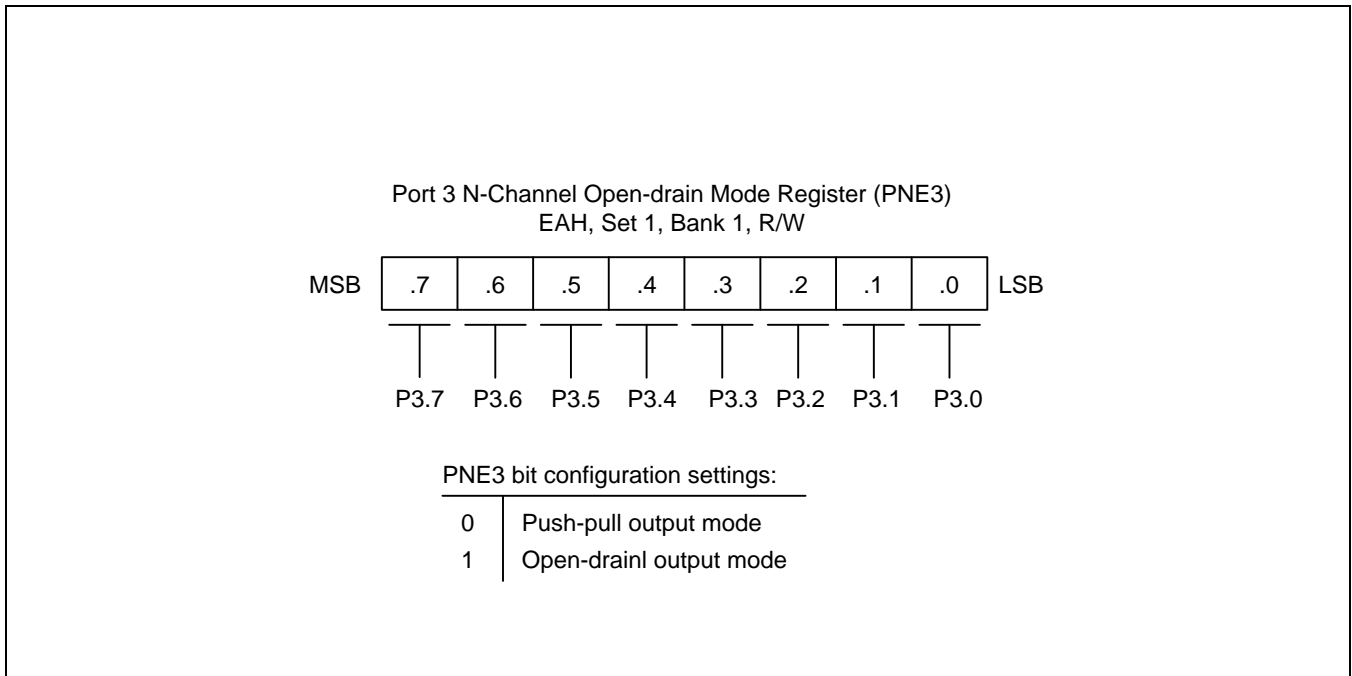 Port 3 N-Channel Open-drain Mode Register (PNE3)
EAH, Set 1, Bank 1, R/W
MSB .7 .6 .5 .4 .3 .2 .1 .0 LSB
P3.7 P3.6 P3.5 P3.4 P3.3 P3.2 P3.1 P3.0
PNE3 bit configuration settings:
0 Push-pull output mode
1 Open-drainl output mode